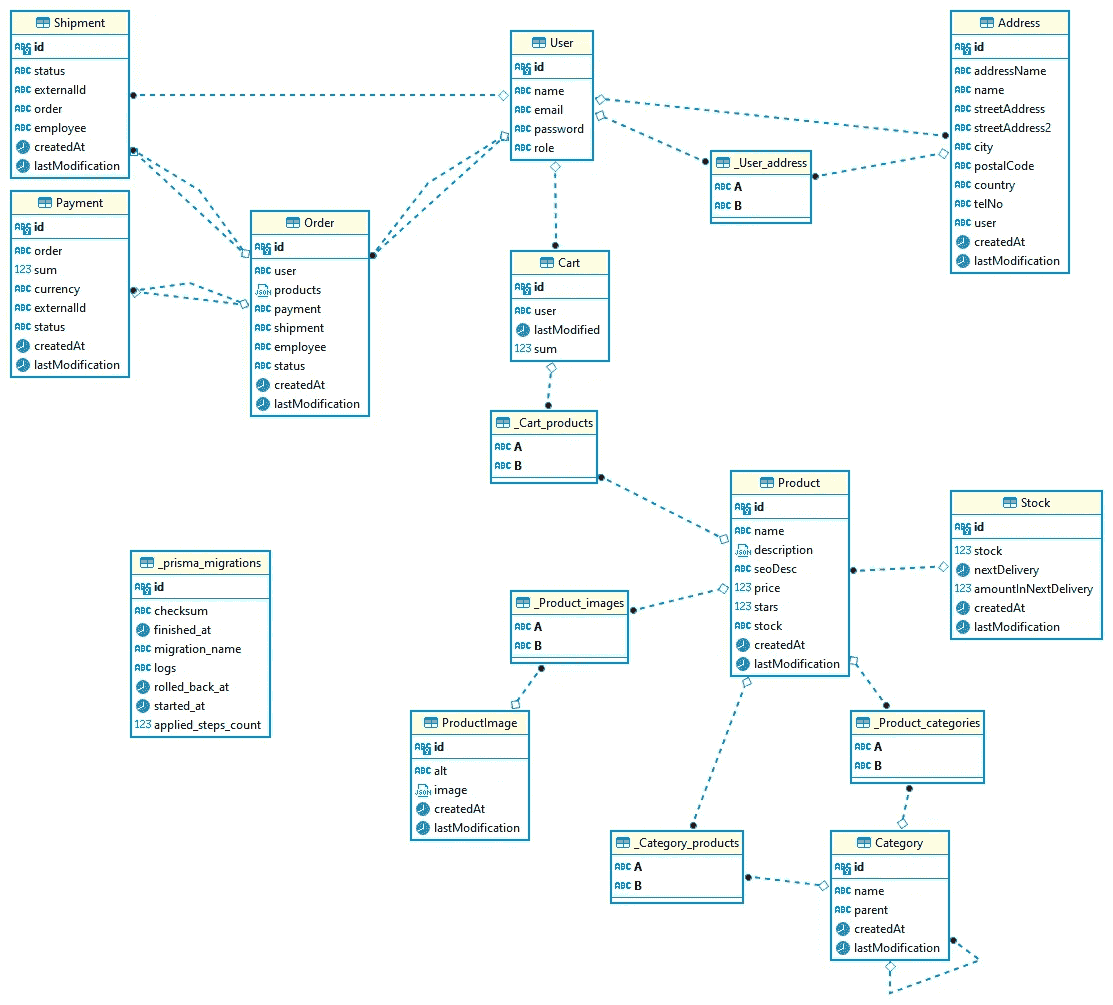 Shipment
ABC id
ABC status
ABC externalId
ABC order
ABC employee
createdAt
lastModification
User
ABC id
ABC name
ABC email
ABC password
ABC role
Address
ABC id
ABC addressName
ABC name
ABC streetAddress
ABC streetAddress2
ABC city
ABC postalCode
ABC country
ABC telNo
ABC user
createdAt
lastModification
_User_address
ABC A
ABC B
Payment
ABC id
ABC order
123 sum
ABC currency
ABC externalId
ABC status
createdAt
lastModification
Order
ABC id
ABC user
JSON products
ABC payment
ABC shipment
ABC employee
ABC status
createdAt
lastModification
Cart
ABC id
ABC user
lastModified
123 sum
_Cart_products
ABC A
ABC B
Product
ABC id
ABC name
JSON description
ABC seoDesc
123 price
123 stars
ABC stock
createdAt
lastModification
Stock
ABC id
123 stock
nextDelivery
123 amountInNextDelivery
createdAt
lastModification
_prisma_migrations
ABC id
ABC checksum
finished_at
ABC migration_name
ABC logs
rolled_back_at
started_at
123 applied_steps_count
_Product_images
ABC A
ABC B
ProductImage
ABC id
ABC alt
JSON image
createdAt
lastModification
_Product_categories
ABC A
ABC B
_Category_products
ABC A
ABC B
Category
ABC id
ABC name
ABC parent
createdAt
lastModification